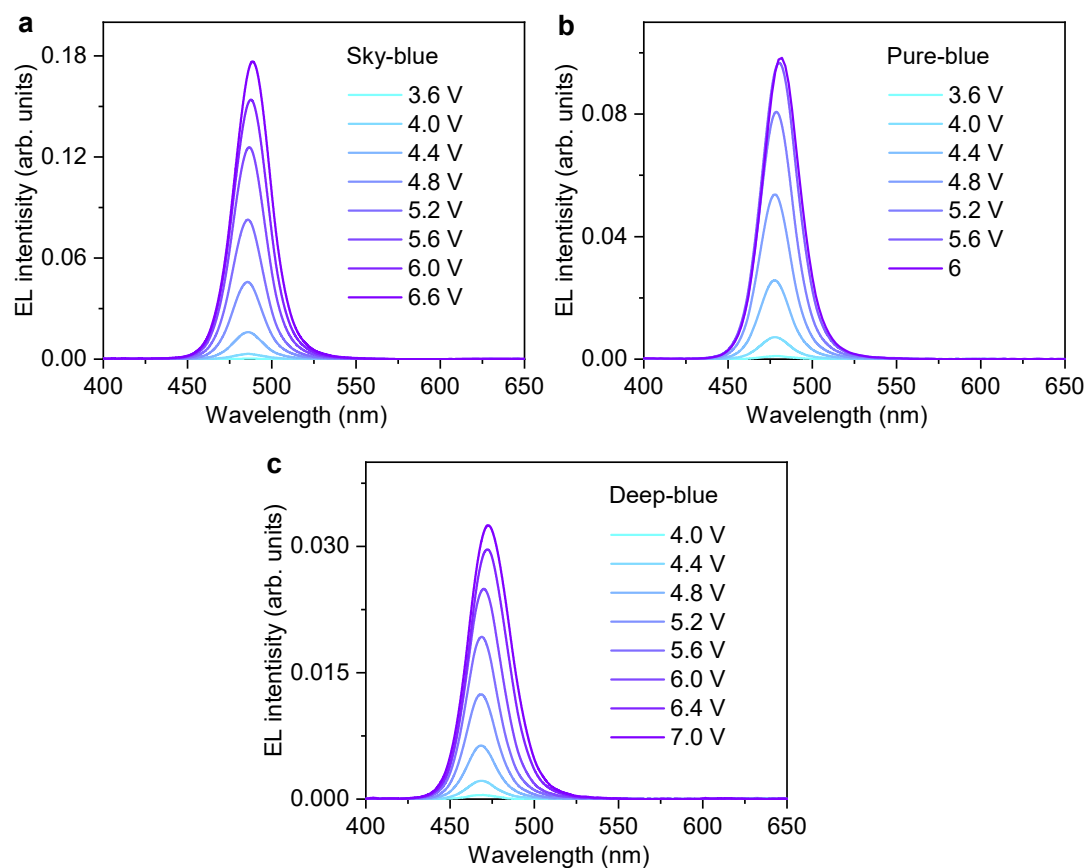 a
EL intentisity (arb. units)
0.18
0.12
0.06
0.00
Sky-blue
3.6 V
4.0 V
4.4 V
4.8 V
5.2 V
5.6 V
6.0 V
6.6 V
400 450 500 550 600 650
Wavelength (nm)
b
EL intentisity (arb. units)
0.08
0.04
0.00
Pure-blue
3.6 V
4.0 V
4.4 V
4.8 V
5.2 V
5.6 V
6
400 450 500 550 600 650
Wavelength (nm)
c
EL intentisity (arb. units)
0.030
0.015
0.000
Deep-blue
4.0 V
4.4 V
4.8 V
5.2 V
5.6 V
6.0 V
6.4 V
7.0 V
400 450 500 550 600 650
Wavelength (nm)